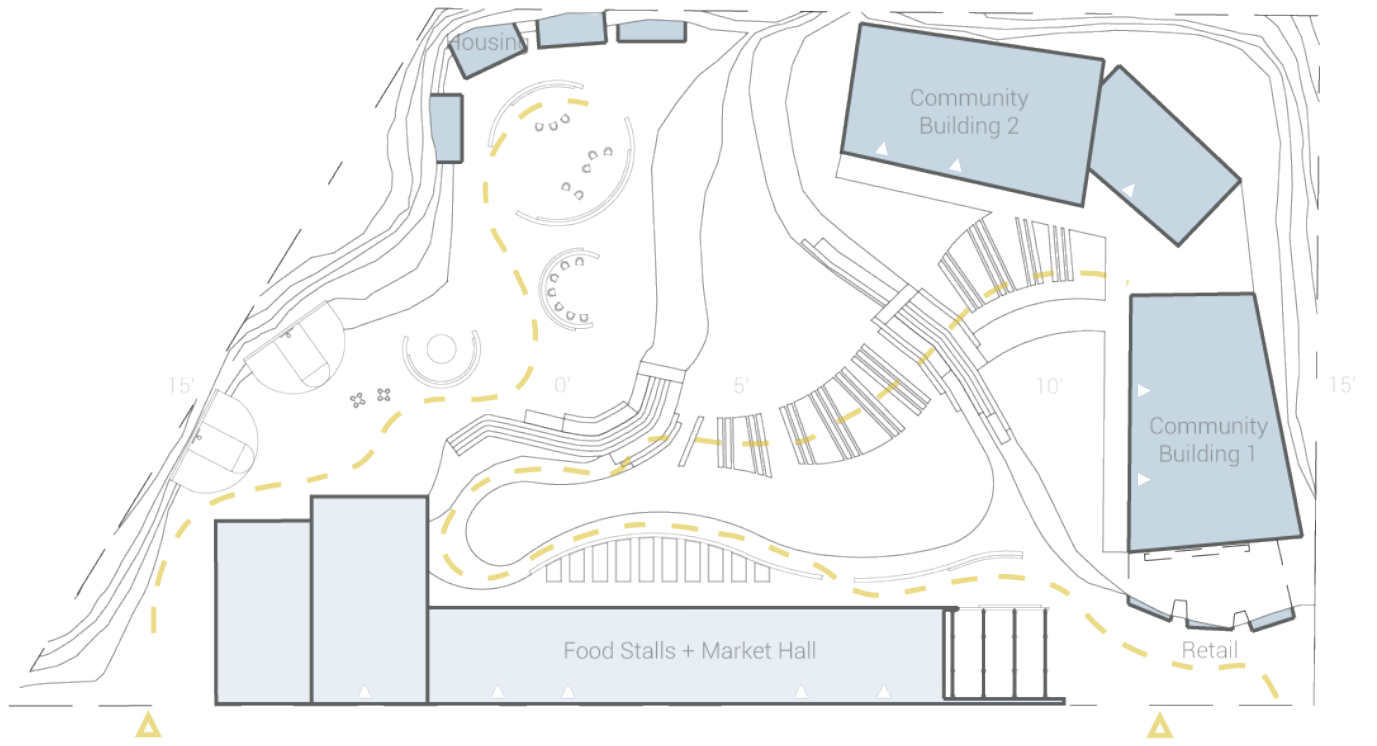 Housing
Community
Building 2
15'
0'
5'
10'
15'
Community
Building 1
Food Stalls + Market Hall
Retail